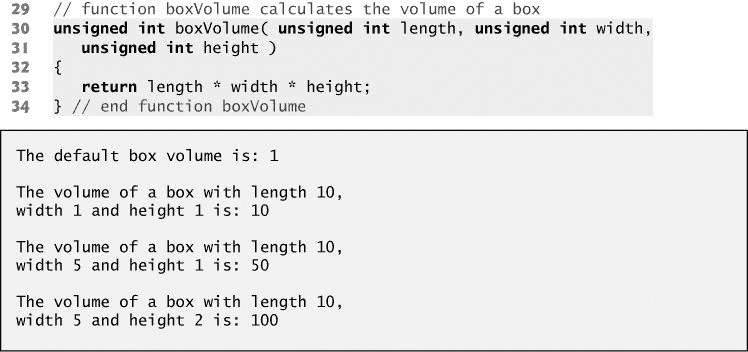 29 // function boxVolume calculates the volume of a box
30 unsigned int boxVolume( unsigned int length, unsigned int width,
31 unsigned int height )
32 {
33 return length * width * height;
34 } // end function boxVolume
The default box volume is: 1
The volume of a box with length 10,
width 1 and height 1 is: 10
The volume of a box with length 10,
width 5 and height 1 is: 50
The volume of a box with length 10,
width 5 and height 2 is: 100